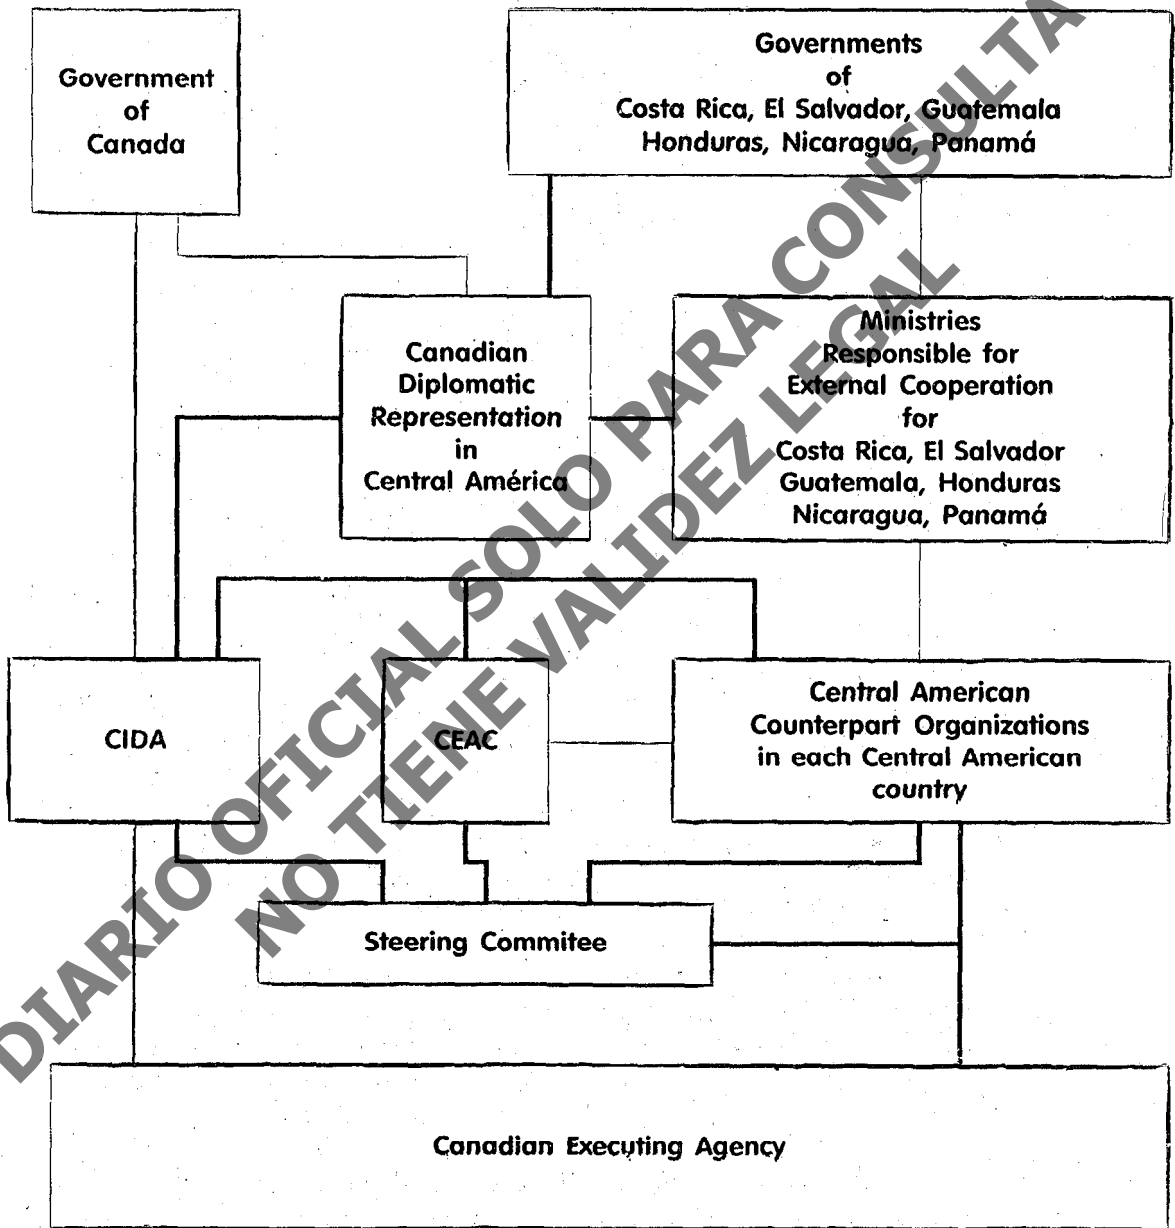 Government
of
Canada
Governments
of
Costa Rica, El Salvador, Guatemala
Honduras, Nicaragua, Panamá
Canadian
Diplomatic
Representation
in
Central América
Ministries
Responsible for
External Cooperation
for
Costa Rica, El Salvador
Guatemala, Honduras
Nicaragua, Panamá
CIDA
CEAC
Central American
Counterpart Organizations
in each Central American
country
Steering Commitee
Canadian Executing Agency
DIARIO OFICIAL SOLO PARA CONSULTA
NO TIENE VALIDEZ LEGAL